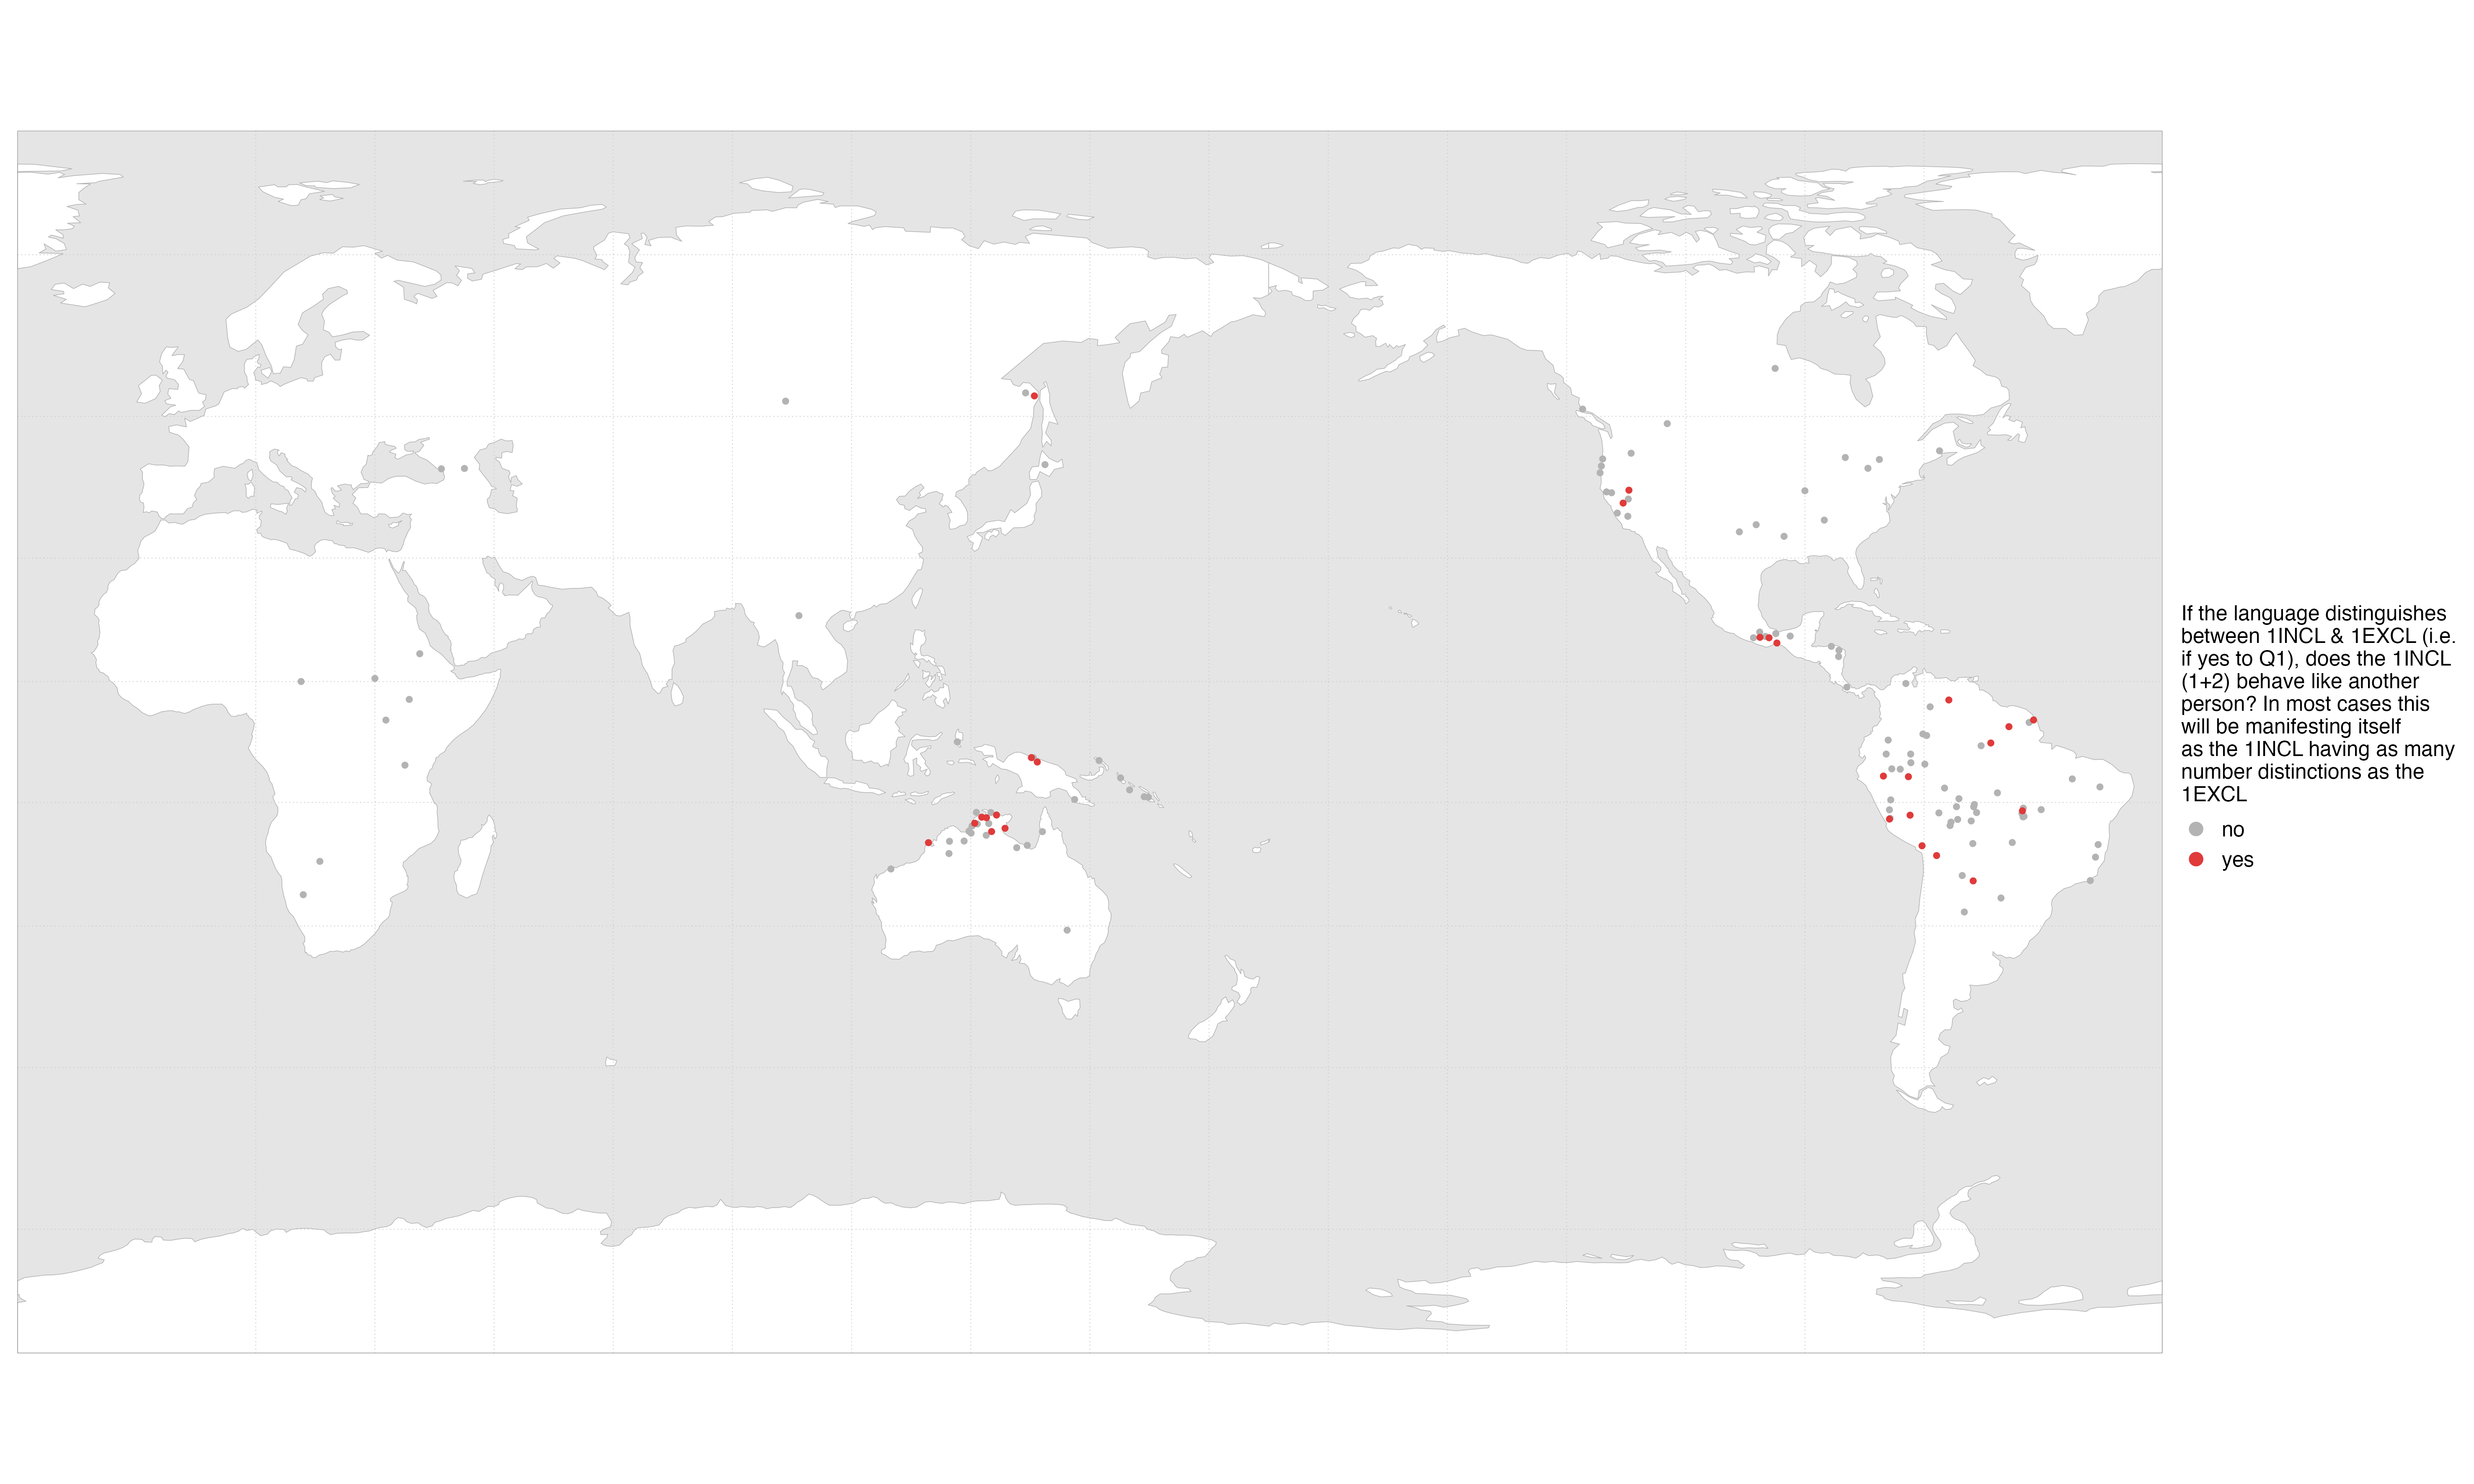 If the language distinguishes
between 1INCL & 1EXCL (i.e.
if yes to Q1), does the 1INCL
(1+2) behave like another
person? In most cases this
will be manifesting itself
as the 1INCL having as many
number distinctions as the
1EXCL
no
yes